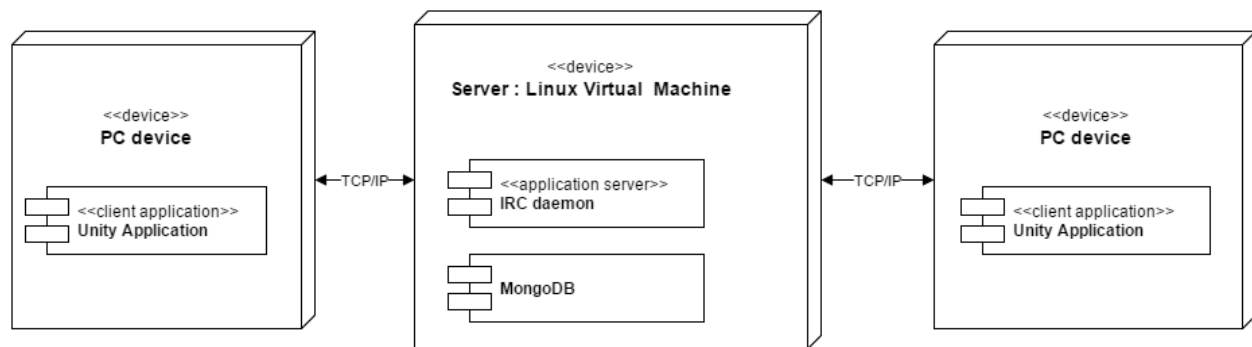 <<device>>
PC device
<<client application>>
Unity Application
TCP/IP
<<device>>
Server : Linux Virtual Machine
<<application server>>
IRC daemon
MongoDB
TCP/IP
<<device>>
PC device
<<client application>>
Unity Application